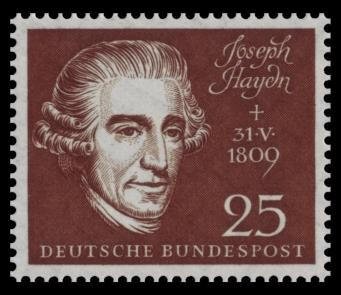 Joseph
Haydn
+
31·V·
1809
25
DEUTSCHE BUNDESPOST